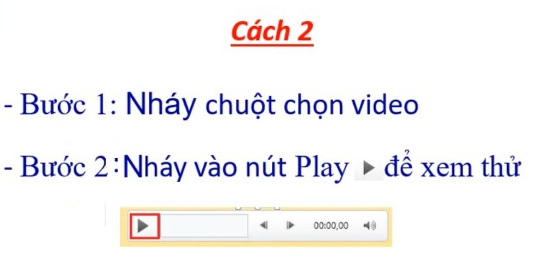 Cách 2
- Bước 1: Nháy chuột chọn video
- Bước 2:Nháy vào nút Play để xem thử
00:00,00